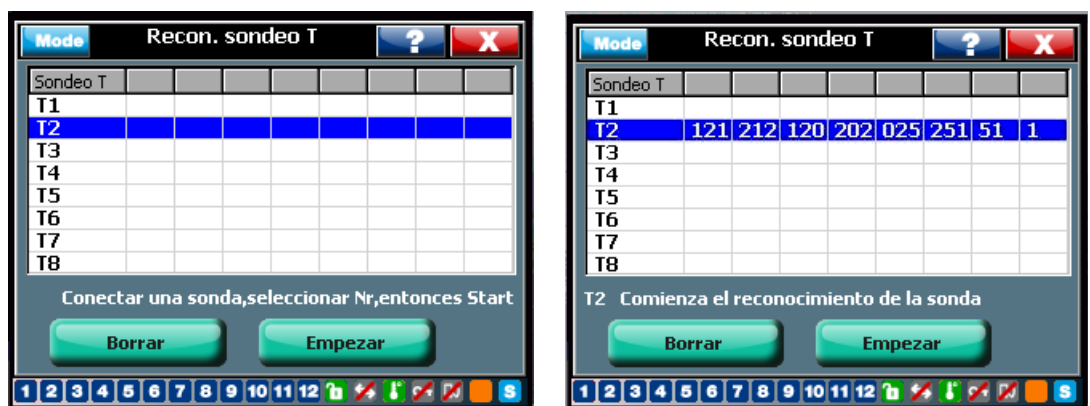 Mode Recon. sondeo T ? X
Sondeo T
T1
T2
T3
T4
T5
T6
T7
T8
Conectar una sonda,seleccionar Nr,entonces Start
Borrar Empezar
1 2 3 4 5 6 7 8 9 10 11 12 S
Mode Recon. sondeo T ? X
Sondeo T
T1
T2 121 212 120 202 025 251 51 1
T3
T4
T5
T6
T7
T8
T2 Comienza el reconocimiento de la sonda
Borrar Empezar
1 2 3 4 5 6 7 8 9 10 11 12 S